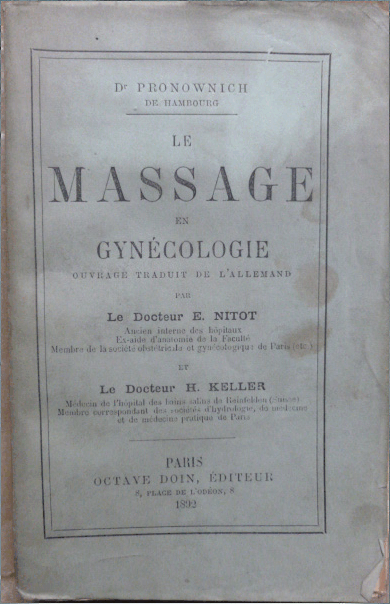 Dr PRONOWNICH
DE HAMBOURG
LE
MASSAGE
EN
GYNÉCOLOGIE
OUVRAGE TRADUIT DE L'ALLEMAND
PAR
Le Docteur E. NITOT
Ancien interne des hôpitaux
Ex-aide d'anatomie de la Faculté
Membre de la société obstétricale et gynécologique de Paris (etc.)
ET
Le Docteur H. KELLER
Médecin de l'hôpital des bains salins de Rheinfelden (Suisse)
Membre correspondant des sociétés d'hydrologie, de médecine
et de médecine pratique de Paris
PARIS
OCTAVE DOIN, ÉDITEUR
8, PLACE DE L'ODÉON, 8
1892